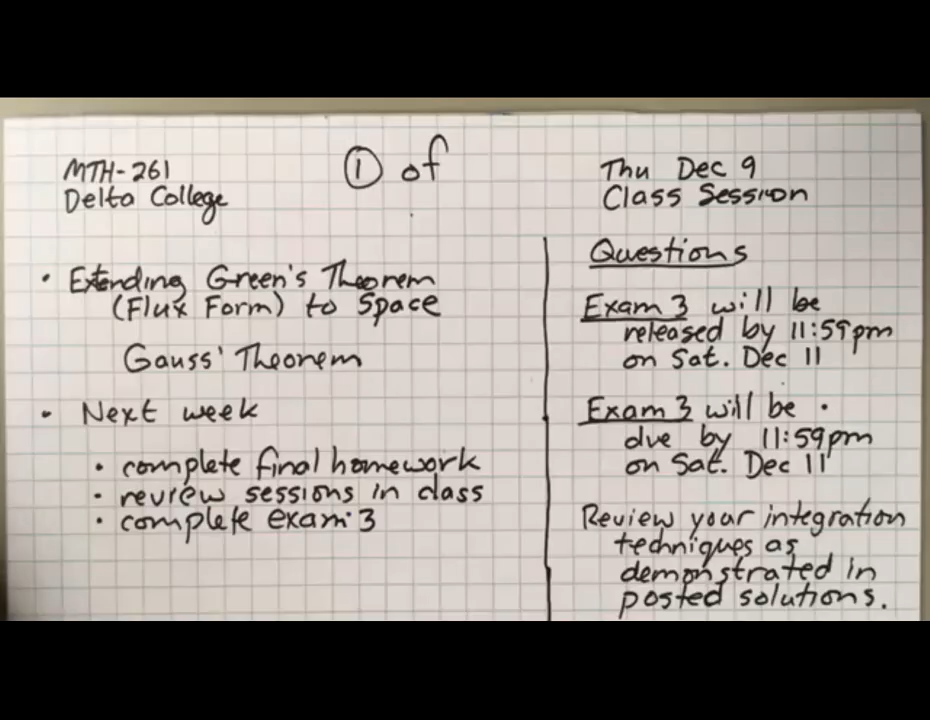 MTH-261
Delta College
① of
Thu Dec 9
Class Session
• Extending Green's Theorem
(Flux Form) to Space
Gauss' Theorem
• Next week
• complete final homework
• review sessions in class
• complete exam 3
Questions
Exam 3 will be
released by 11:59pm
on Sat. Dec 11
Exam 3 will be
due by 11:59pm
on Sat. Dec 11
Review your integration
techniques as
demonstrated in
posted solutions.